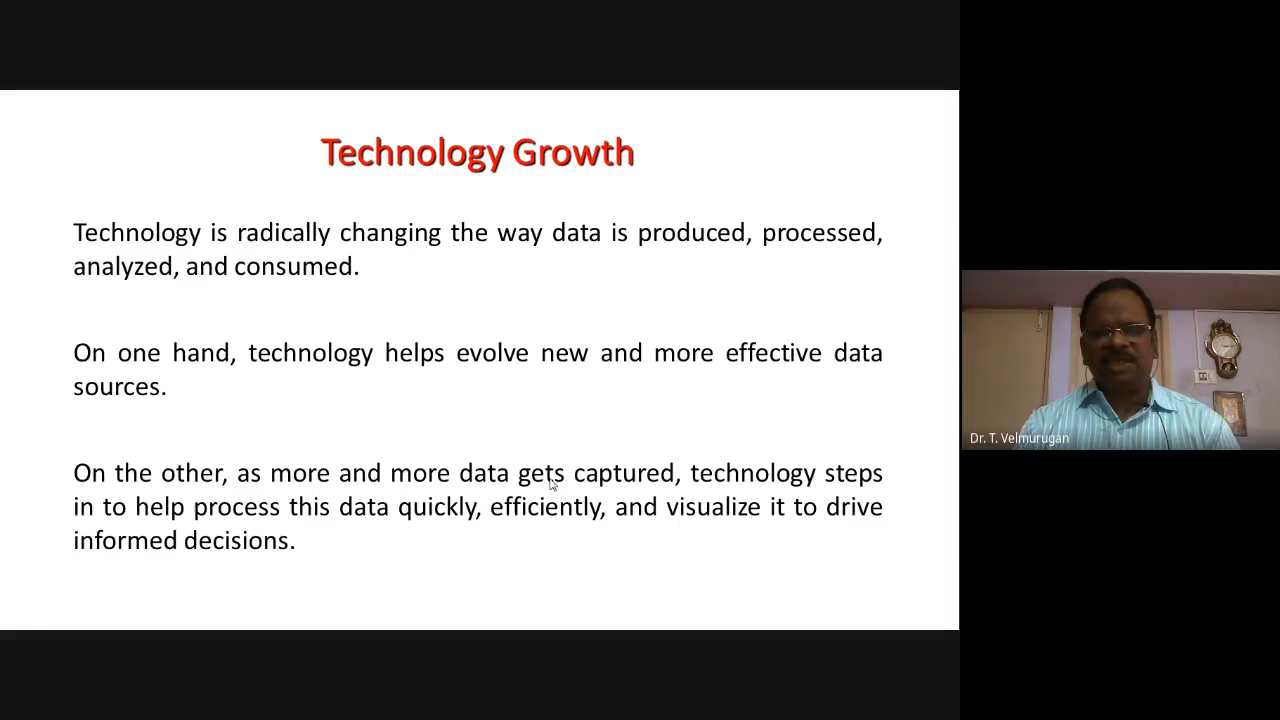 Technology Growth
Technology is radically changing the way data is produced, processed,
analyzed, and consumed.
On one hand, technology helps evolve new and more effective data
sources.
On the other, as more and more data gets captured, technology steps
in to help process this data quickly, efficiently, and visualize it to drive
informed decisions.
Dr. T. Velmurugan